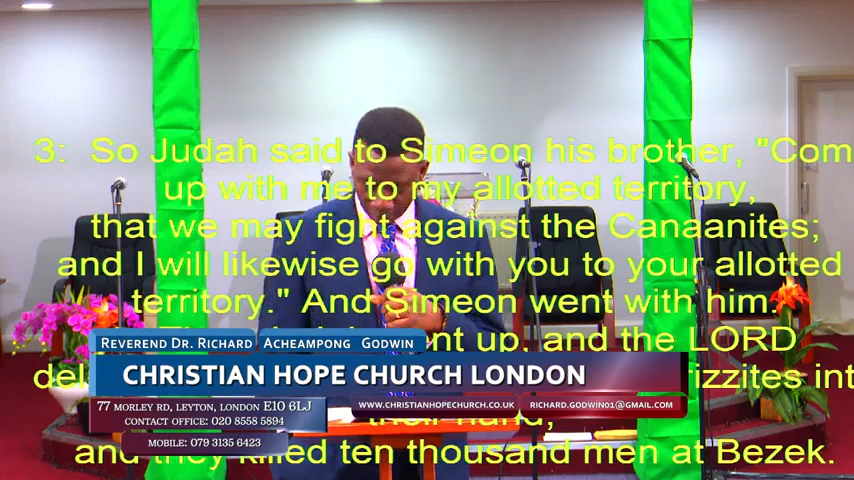 3: So Judah said to Simeon his brother, "Com
up with me to my allotted territory,
that we may fight against the Canaanites;
and I will likewise go with you to your allotted
territory." And Simeon went with him.
nt up, and the LORD
del
izzites int
their hand;
and they killed ten thousand men at Bezek.
REVEREND DR. RICHARD ACHEAMPONG GODWIN
CHRISTIAN HOPE CHURCH LONDON
77 MORLEY RD, LEYTON, LONDON E10 6LJ
CONTACT OFFICE: 020 8558 5894
MOBILE: 079 3135 6423
WWW.CHRISTIANHOPECHURCH.CO.UK
RICHARD.GODWIN01@GMAIL.COM